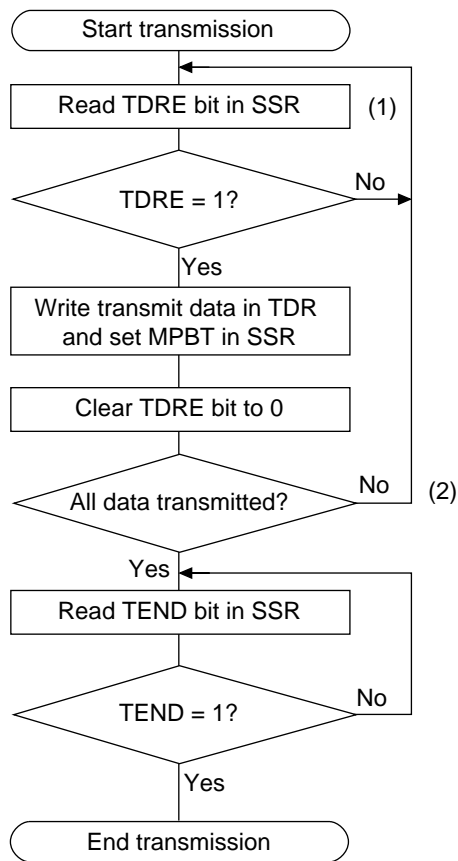 Start transmission
Read TDRE bit in SSR
(1)
TDRE = 1?
No
Yes
Write transmit data in TDR
and set MPBT in SSR
Clear TDRE bit to 0
All data transmitted?
No
(2)
Yes
Read TEND bit in SSR
TEND = 1?
No
Yes
End transmission